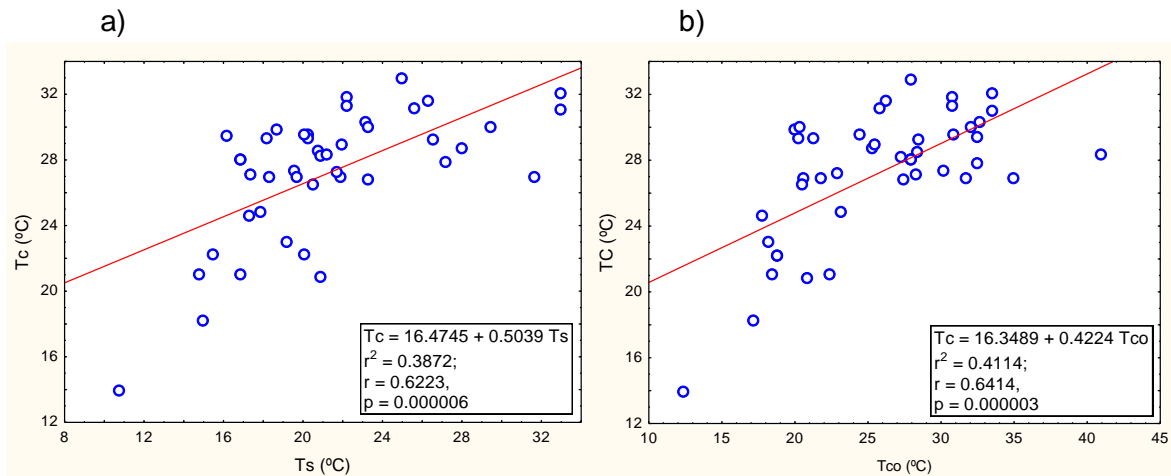 a)
b)
32
28
24
20
16
12
Tc (ºC)
8 12 16 20 24 28 32
Ts (ºC)
Tc = 16.4745 + 0.5039 Ts
r² = 0.3872;
r = 0.6223,
p = 0.000006
32
28
24
20
16
12
TC (ºC)
10 15 20 25 30 35 40 45
Tco (ºC)
Tc = 16.3489 + 0.4224 Tco
r² = 0.4114;
r = 0.6414,
p = 0.000003